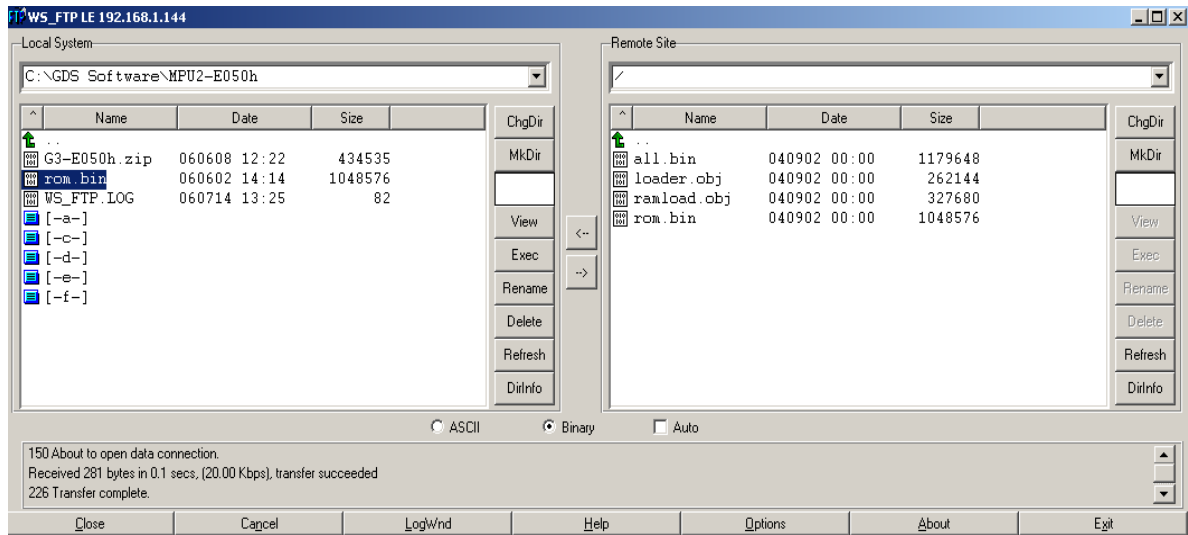 WS_FTP LE 192.168.1.144
Local System
C:\GDS Software\MPU2-E050h
^ Name Date Size
..
G3-E050h.zip 060608 12:22 434535
rom.bin 060602 14:14 1048576
WS_FTP.LOG 060714 13:25 82
[-a-]
[-c-]
[-d-]
[-e-]
[-f-]
ChgDir
MkDir
View
Exec
Rename
Delete
Refresh
DirInfo
<--
-->
Remote Site
/
^ Name Date Size
..
all.bin 040902 00:00 1179648
loader.obj 040902 00:00 262144
ramload.obj 040902 00:00 327680
rom.bin 040902 00:00 1048576
ChgDir
MkDir
View
Exec
Rename
Delete
Refresh
DirInfo
ASCII Binary Auto
150 About to open data connection.
Received 281 bytes in 0.1 secs, (20.00 Kbps), transfer succeeded
226 Transfer complete.
Close Cancel LogWnd Help Options About Exit